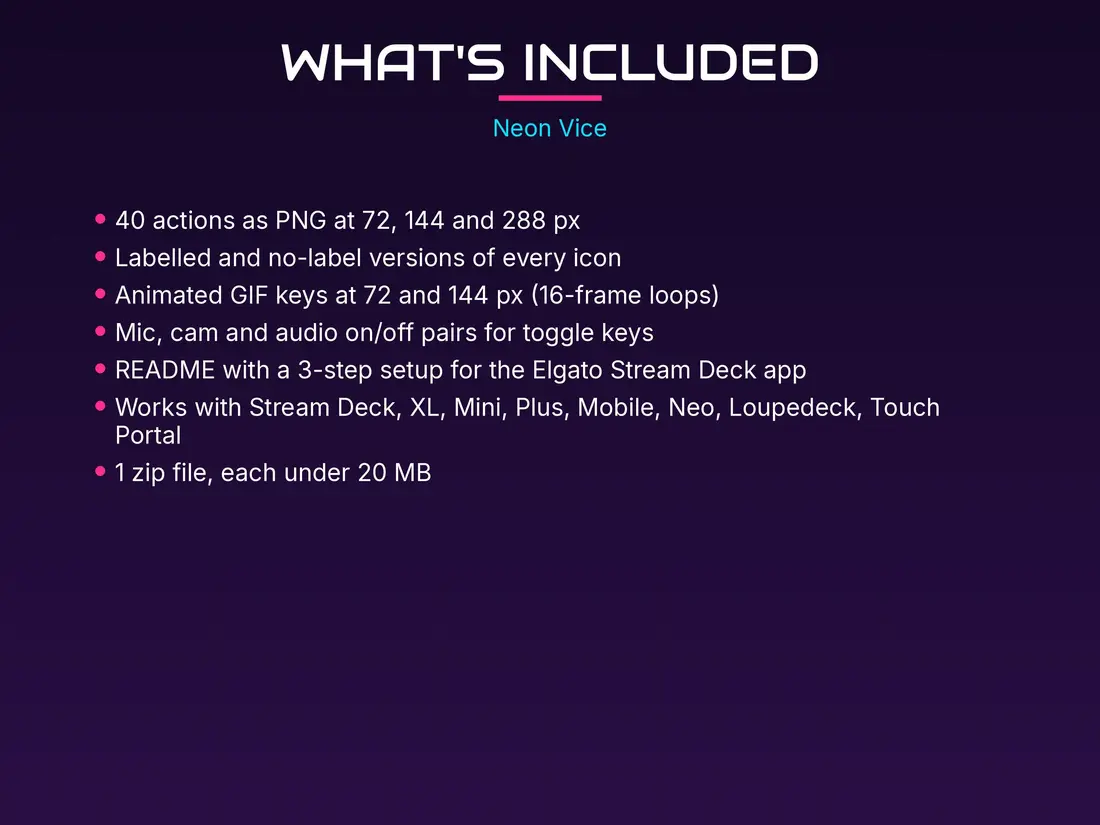 WHAT'S INCLUDED
Neon Vice
40 actions as PNG at 72, 144 and 288 px
Labelled and no-label versions of every icon
Animated GIF keys at 72 and 144 px (16-frame loops)
Mic, cam and audio on/off pairs for toggle keys
README with a 3-step setup for the Elgato Stream Deck app
Works with Stream Deck, XL, Mini, Plus, Mobile, Neo, Loupedeck, Touch
Portal
1 zip file, each under 20 MB